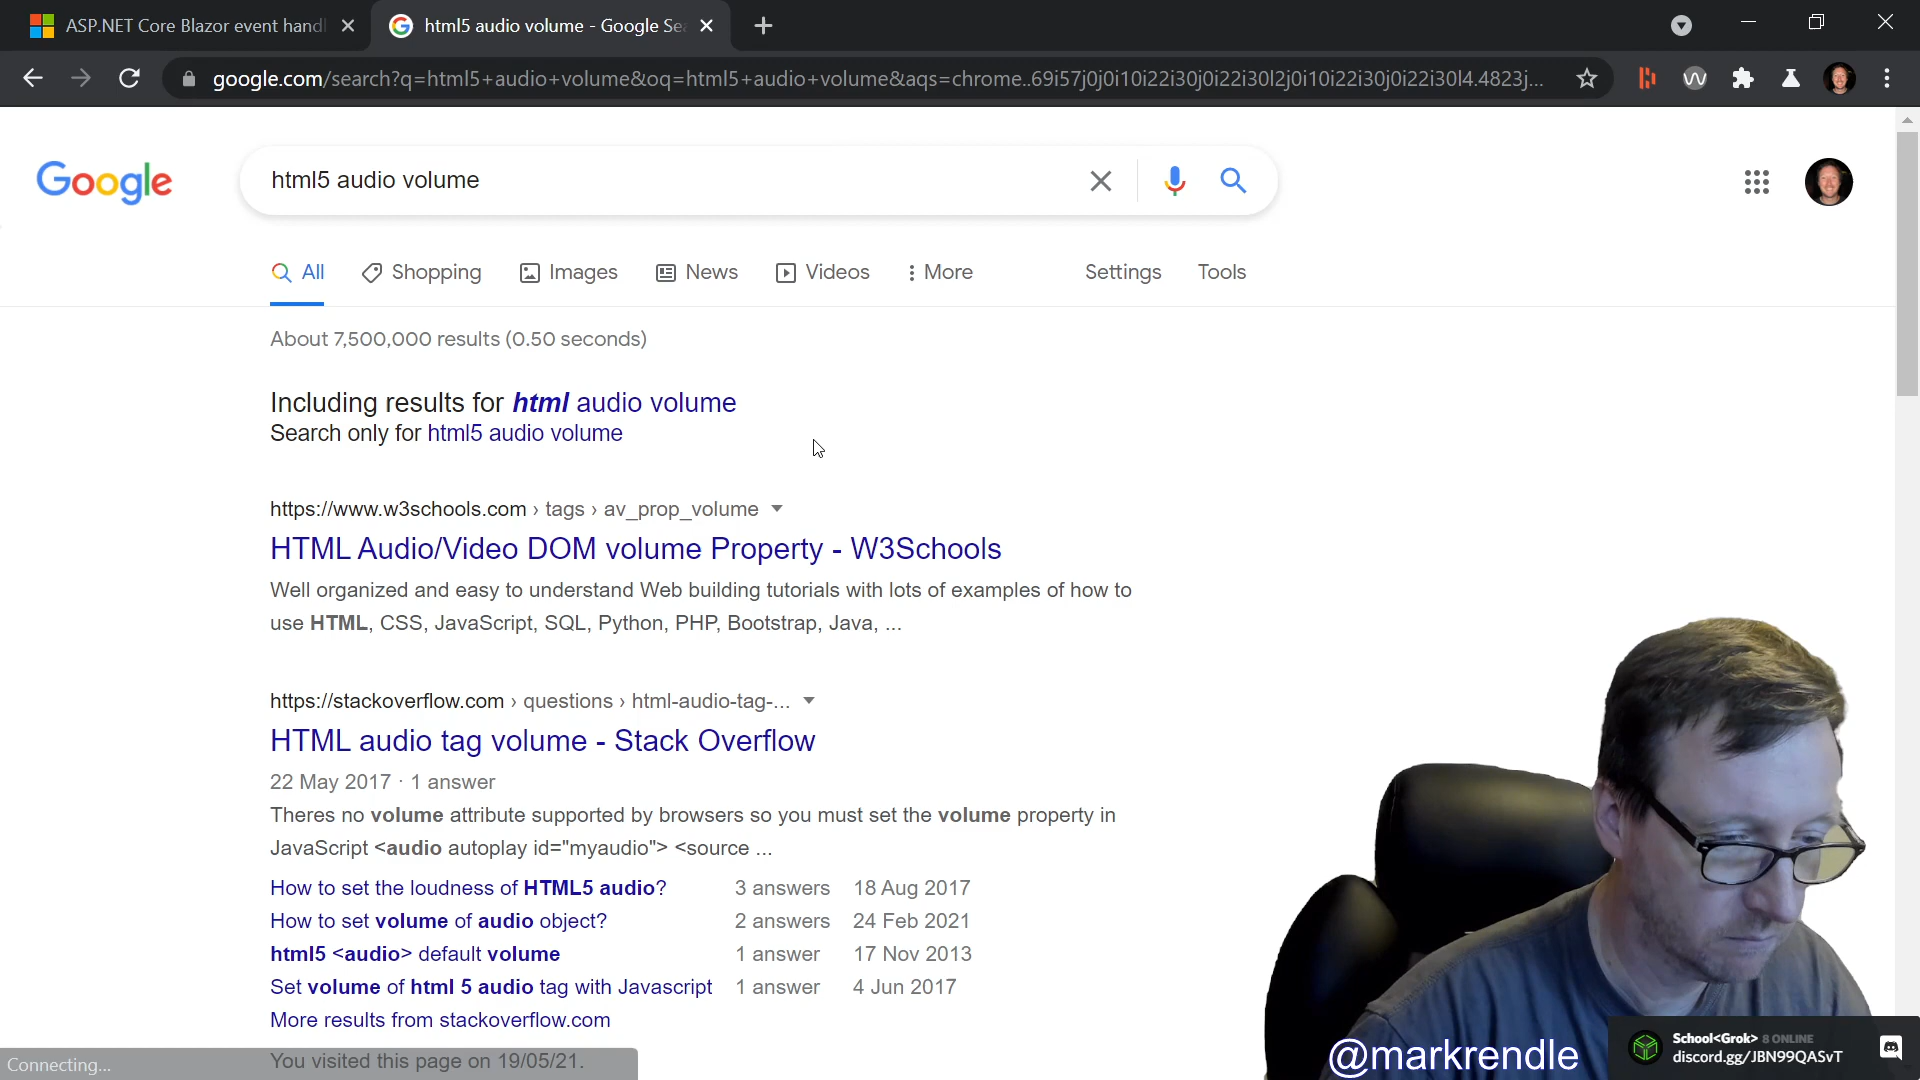 ASP.NET Core Blazor event handl
html5 audio volume - Google Sea
google.com/search?q=html5+audio+volume&oq=html5+audio+volume&aqs=chrome..69i57j0j0i10i22i30j0i22i30l2j0i10i22i30j0i22i30l4.4823j...
Google
html5 audio volume
All Shopping Images News Videos More Settings Tools
About 7,500,000 results (0.50 seconds)
Including results for html audio volume
Search only for html5 audio volume
https://www.w3schools.com › tags › av_prop_volume
HTML Audio/Video DOM volume Property - W3Schools
Well organized and easy to understand Web building tutorials with lots of examples of how to
use HTML, CSS, JavaScript, SQL, Python, PHP, Bootstrap, Java, ...
https://stackoverflow.com › questions › html-audio-tag-...
HTML audio tag volume - Stack Overflow
22 May 2017 · 1 answer
Theres no volume attribute supported by browsers so you must set the volume property in
JavaScript <audio autoplay id="myaudio"> <source ...
How to set the loudness of HTML5 audio? 3 answers 18 Aug 2017
How to set volume of audio object? 2 answers 24 Feb 2021
html5 <audio> default volume 1 answer 17 Nov 2013
Set volume of html 5 audio tag with Javascript 1 answer 4 Jun 2017
More results from stackoverflow.com
You visited this page on 19/05/21.
Connecting...
@markrendle
School<Grok> 8 ONLINE
discord.gg/JBN99QASvT